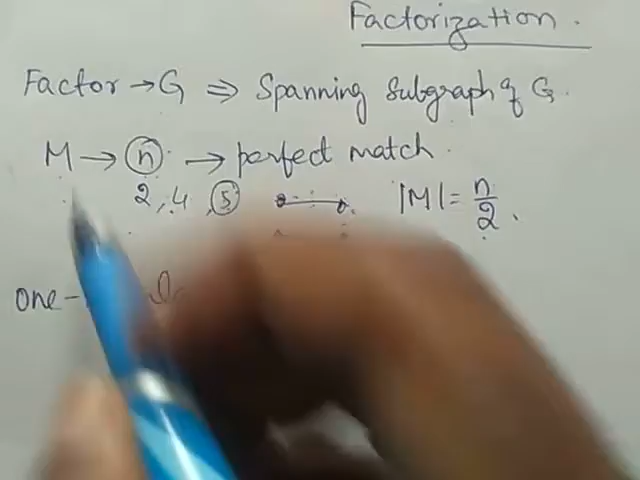 Factorization.
Factor → G ⇒ Spanning Subgraph of G.
M → n → perfect match.
2, 4, 5 |M| = n/2.
one-